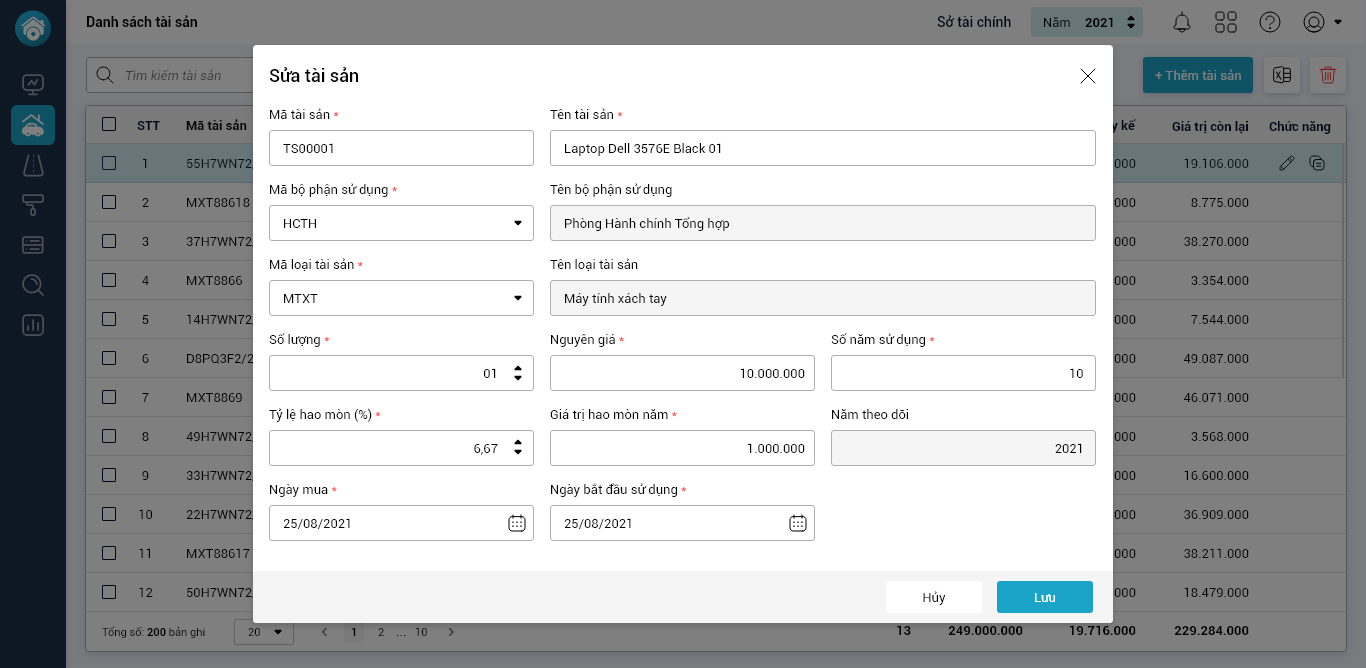 Danh sách tài sản
Sở tài chính
Năm 2021
Tìm kiếm tài sản
+ Thêm tài sản
Sửa tài sản
Mã tài sản *
Tên tài sản *
TS00001
Laptop Dell 3576E Black 01
Mã bộ phận sử dụng *
Tên bộ phận sử dụng
HCTH
Phòng Hành chính Tổng hợp
Mã loại tài sản *
Tên loại tài sản
MTXT
Máy tính xách tay
Số lượng *
Nguyên giá *
Số năm sử dụng *
01
10.000.000
10
Tỷ lệ hao mòn (%) *
Giá trị hao mòn năm *
Năm theo dõi
6,67
1.000.000
2021
Ngày mua *
Ngày bắt đầu sử dụng *
25/08/2021
25/08/2021
Hủy
Lưu
STT Mã tài sản kế Giá trị còn lại Chức năng
1 55H7WN72 000 19.106.000
2 MXT88618 000 8.775.000
3 37H7WN72 000 38.270.000
4 MXT8866 000 3.354.000
5 14H7WN72 000 7.544.000
6 D8PQ3F2/2 000 49.087.000
7 MXT8869 000 46.071.000
8 49H7WN72 000 3.568.000
9 33H7WN72 000 16.600.000
10 22H7WN72 000 36.909.000
11 MXT88617 000 38.211.000
12 50H7WN72 000 18.479.000
Tổng số: 200 bản ghi 20 1 2 ... 10 13 249.000.000 19.716.000 229.284.000